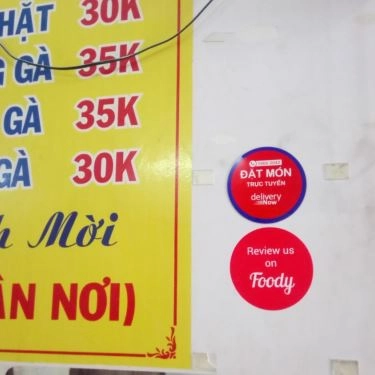 HẶT 30K
GÀ 35K
GÀ 35K
GÀ 30K
h Mời
ẦN NƠI)
ĐẶT MÓN
TRỰC TUYẾN
delivery
Now
Review us
on
Foody